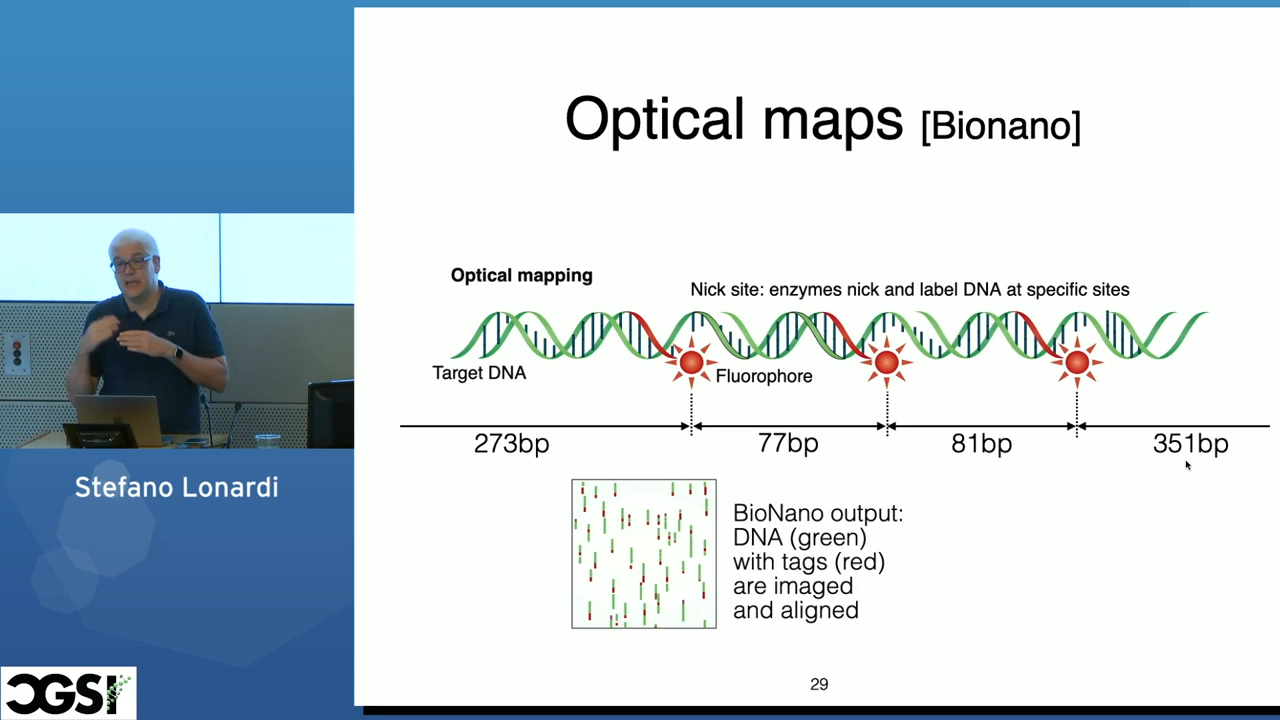 Optical maps [Bionano]
Optical mapping
Nick site: enzymes nick and label DNA at specific sites
Target DNA
Fluorophore
273bp
77bp
81bp
351bp
BioNano output:
DNA (green)
with tags (red)
are imaged
and aligned
29
Stefano Lonardi
CGSI